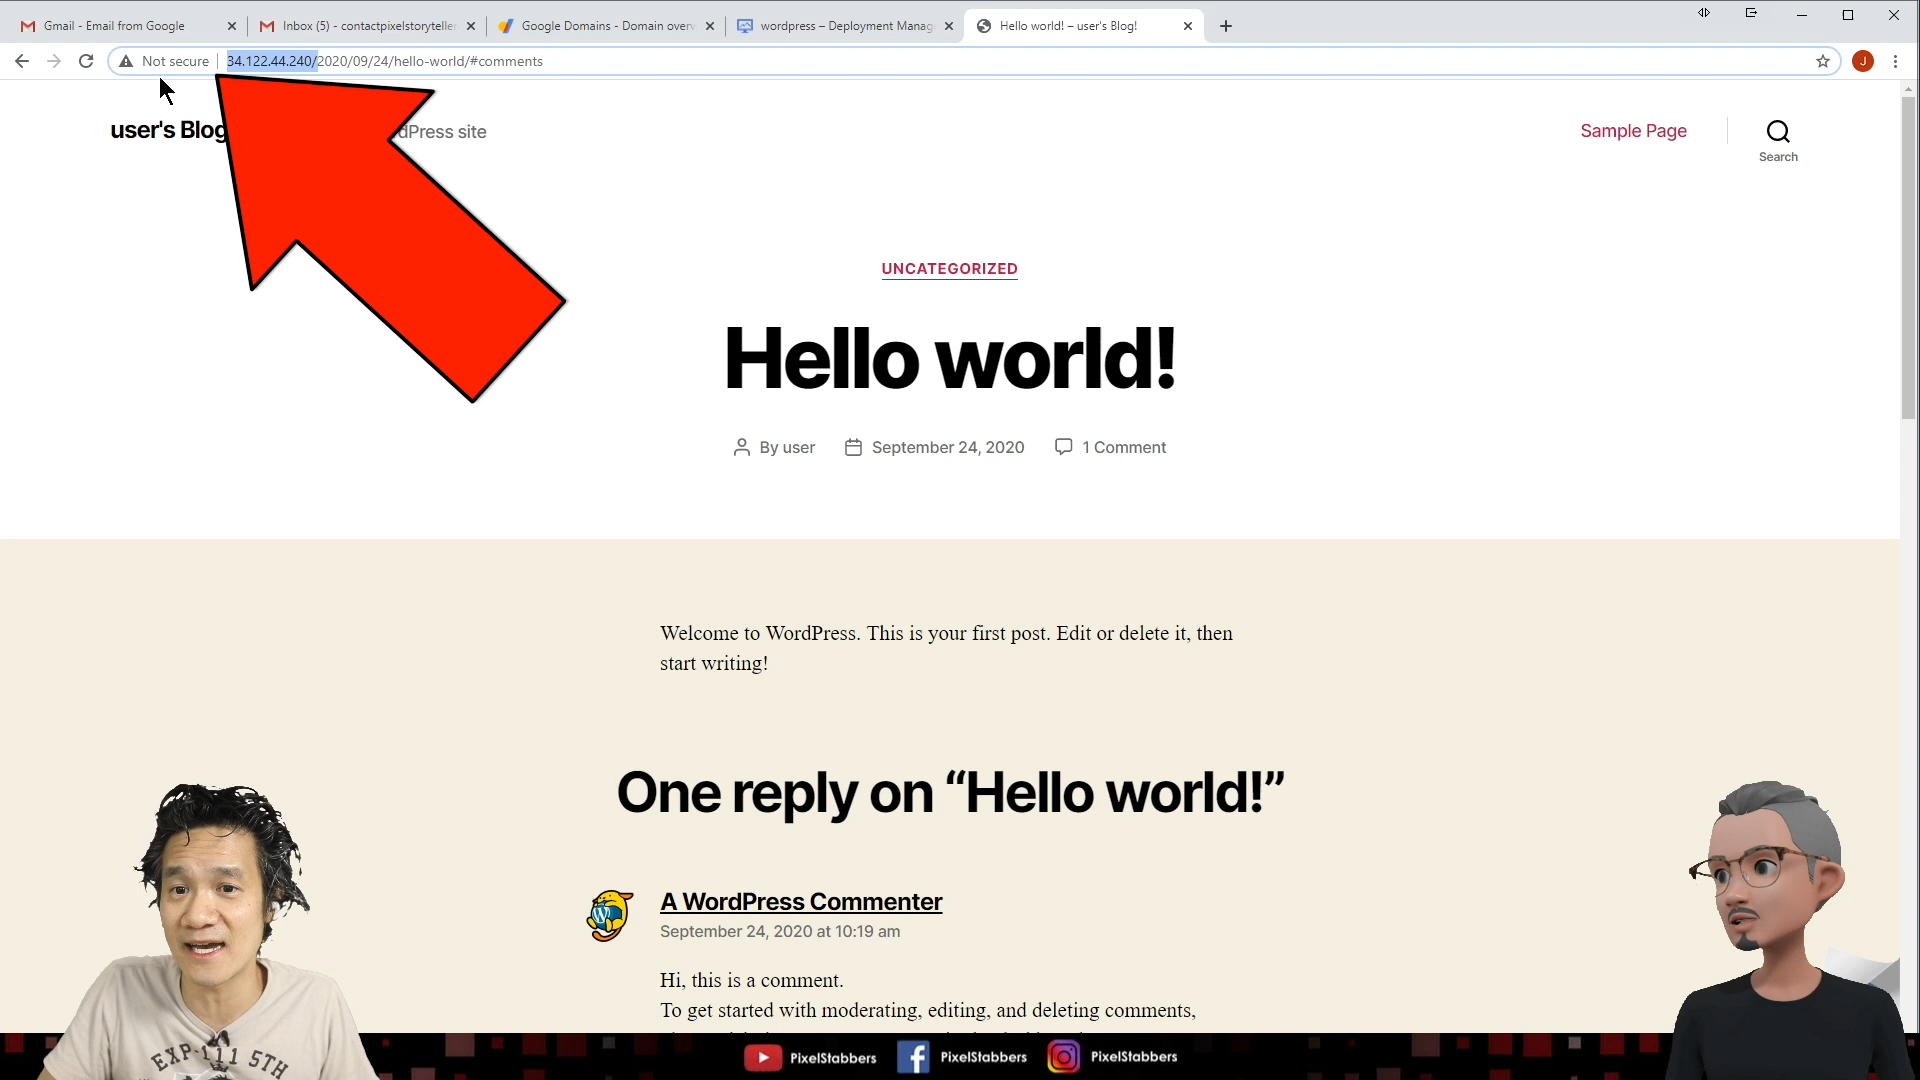 Gmail - Email from Google
Inbox (5) - contactpixelstoryteller
Google Domains - Domain over
wordpress – Deployment Manag
Hello world! – user's Blog!
Not secure
34.122.44.240/2020/09/24/hello-world/#comments
J
user's Blog
dPress site
Sample Page
Search
UNCATEGORIZED
Hello world!
By user
September 24, 2020
1 Comment
Welcome to WordPress. This is your first post. Edit or delete it, then
start writing!
One reply on “Hello world!”
A WordPress Commenter
September 24, 2020 at 10:19 am
Hi, this is a comment.
To get started with moderating, editing, and deleting comments,
EXP-111 5TH
PixelStabbers
PixelStabbers
PixelStabbers